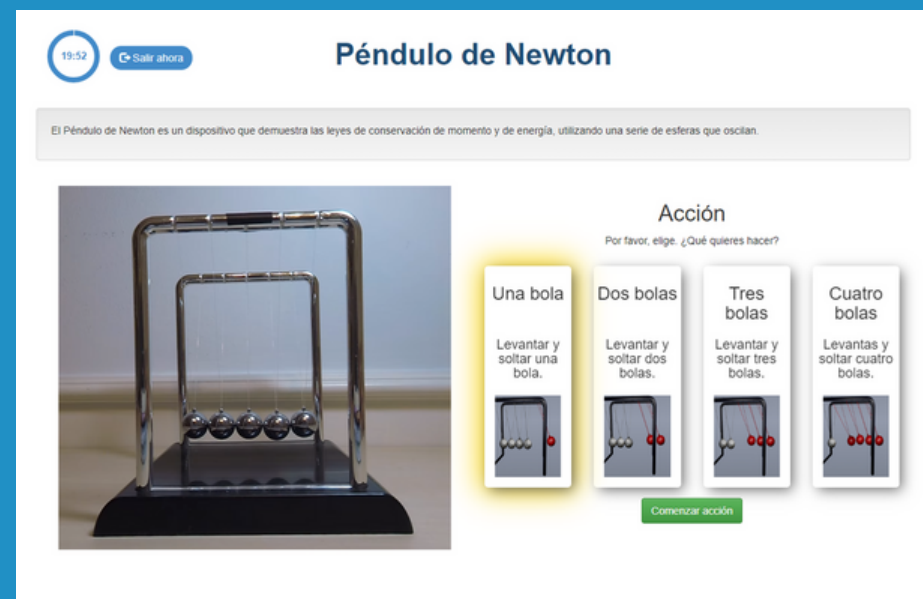 19:52
Salir ahora
Péndulo de Newton
El Péndulo de Newton es un dispositivo que demuestra las leyes de conservación de momento y de energía, utilizando una serie de esferas que oscilan.
Acción
Por favor, elige. ¿Qué quieres hacer?
Una bola
Levantar y
soltar una
bola.
Dos bolas
Levantar y
soltar dos
bolas.
Tres
bolas
Levantar y
soltar tres
bolas.
Cuatro
bolas
Levantas y
soltar cuatro
bolas.
Comenzar acción